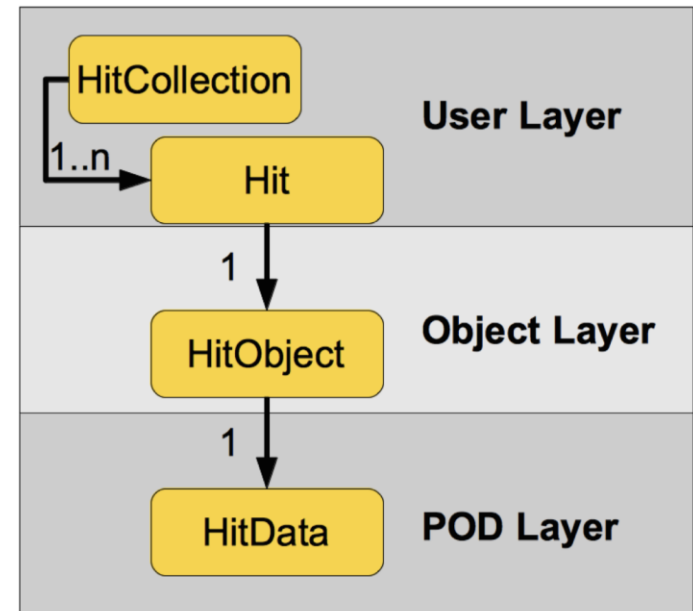 HitCollection
User Layer
1..n
Hit
1
HitObject
Object Layer
1
HitData
POD Layer